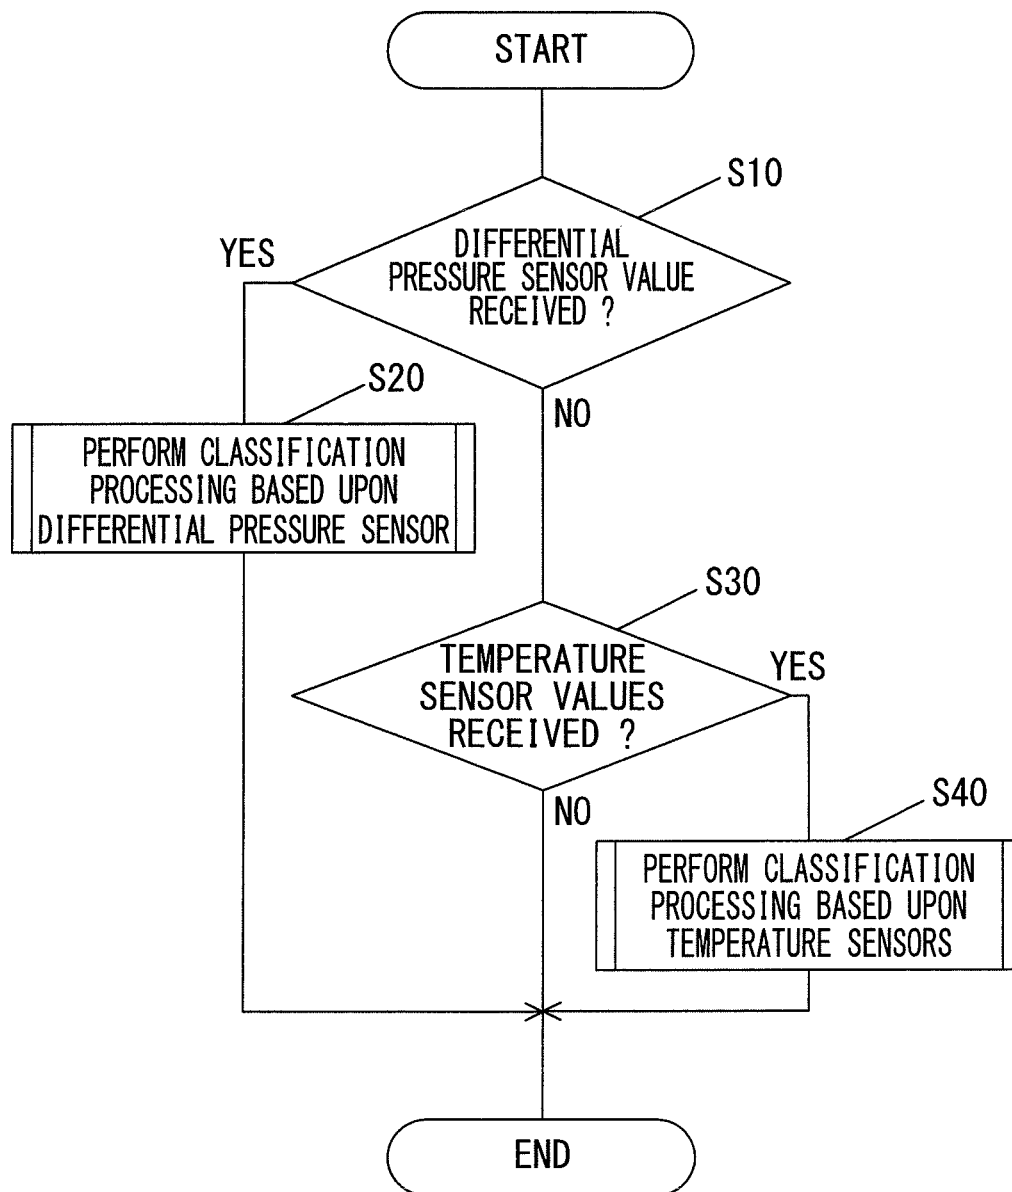 START
S10
DIFFERENTIAL
PRESSURE SENSOR VALUE
RECEIVED ?
YES
NO
S20
PERFORM CLASSIFICATION
PROCESSING BASED UPON
DIFFERENTIAL PRESSURE SENSOR
S30
TEMPERATURE
SENSOR VALUES
RECEIVED ?
YES
NO
S40
PERFORM CLASSIFICATION
PROCESSING BASED UPON
TEMPERATURE SENSORS
END